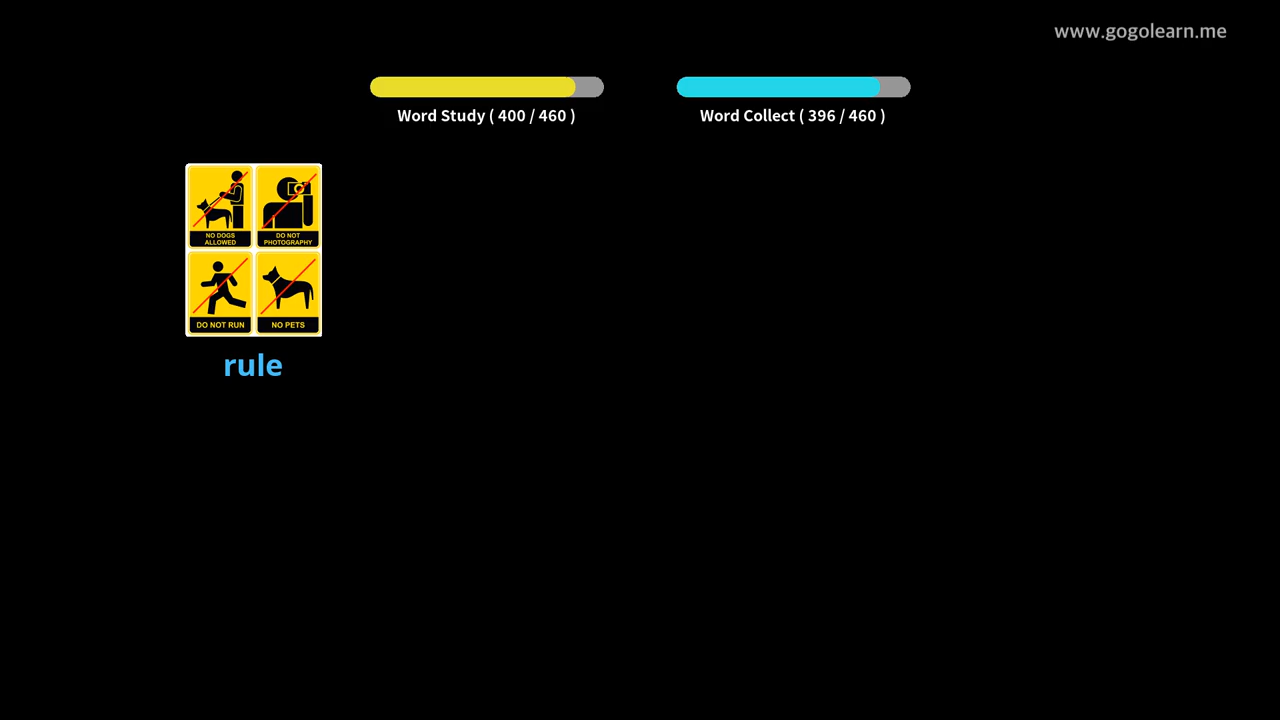 www.gogolearn.me
Word Study ( 400 / 460 )
Word Collect ( 396 / 460 )
NO DOGS
ALLOWED
DO NOT
PHOTOGRAPHY
DO NOT RUN
NO PETS
rule